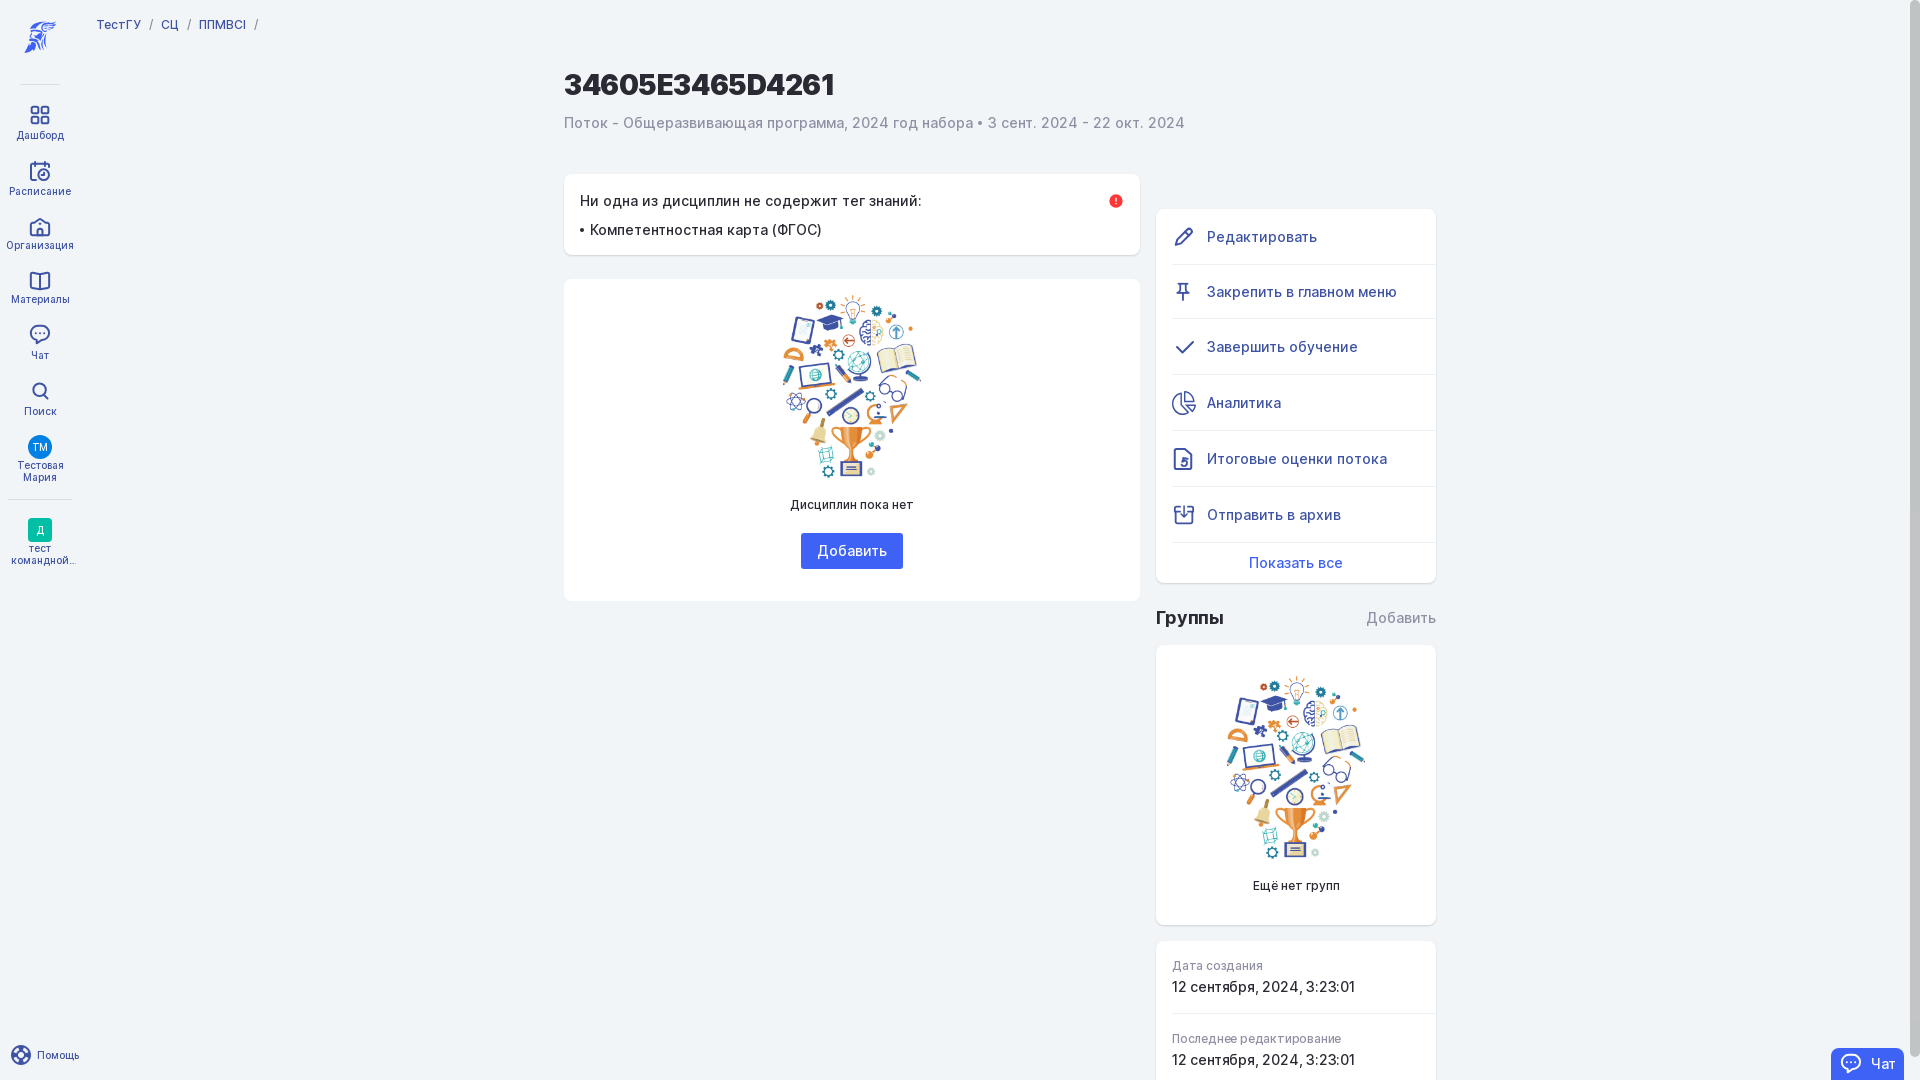 ТестГУ / СЦ / ППМВСІ /
34605E3465D4261
Поток - Общеразвивающая программа, 2024 год набора • 3 сент. 2024 - 22 окт. 2024
Дашборд
Расписание
Организация
Материалы
Чат
Поиск
ТМ
Тестовая
Мария
Д
тест
командной...
Помощь
Ни одна из дисциплин не содержит тег знаний:
• Компетентностная карта (ФГОС)
Дисциплин пока нет
Добавить
Редактировать
Закрепить в главном меню
Завершить обучение
Аналитика
Итоговые оценки потока
Отправить в архив
Показать все
Группы
Добавить
Ещё нет групп
Дата создания
12 сентября, 2024, 3:23:01
Последнее редактирование
12 сентября, 2024, 3:23:01
Чат